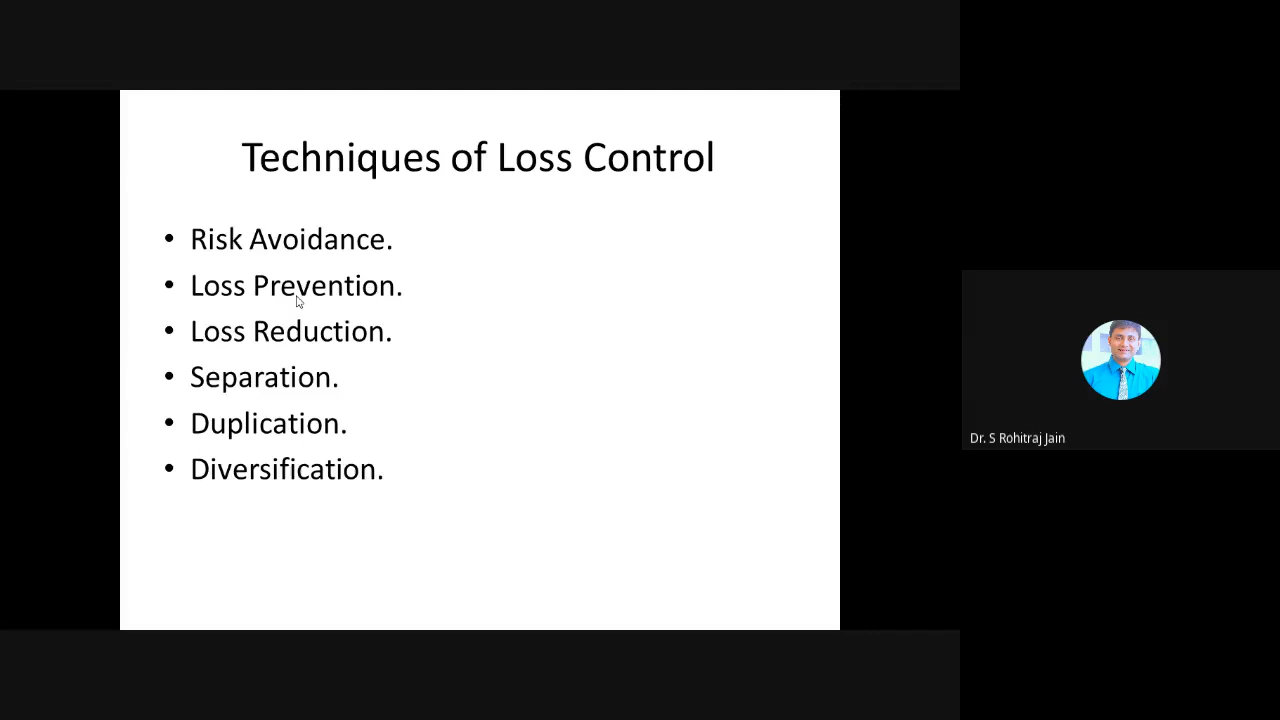 Techniques of Loss Control
• Risk Avoidance.
• Loss Prevention.
• Loss Reduction.
• Separation.
• Duplication.
• Diversification.
Dr. S Rohitraj Jain